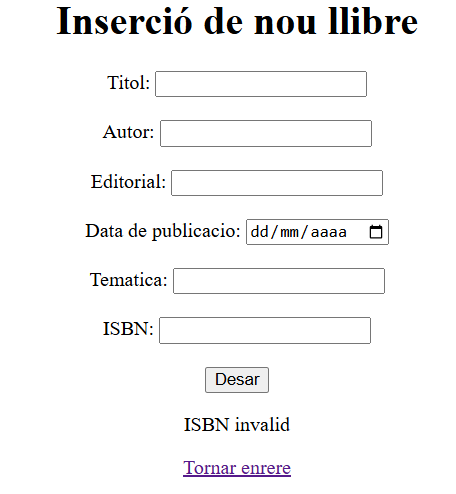 Inserció de nou llibre
Titol:
Autor:
Editorial:
Data de publicacio: dd/mm/aaaa
Tematica:
ISBN:
Desar
ISBN invalid
Tornar enrere